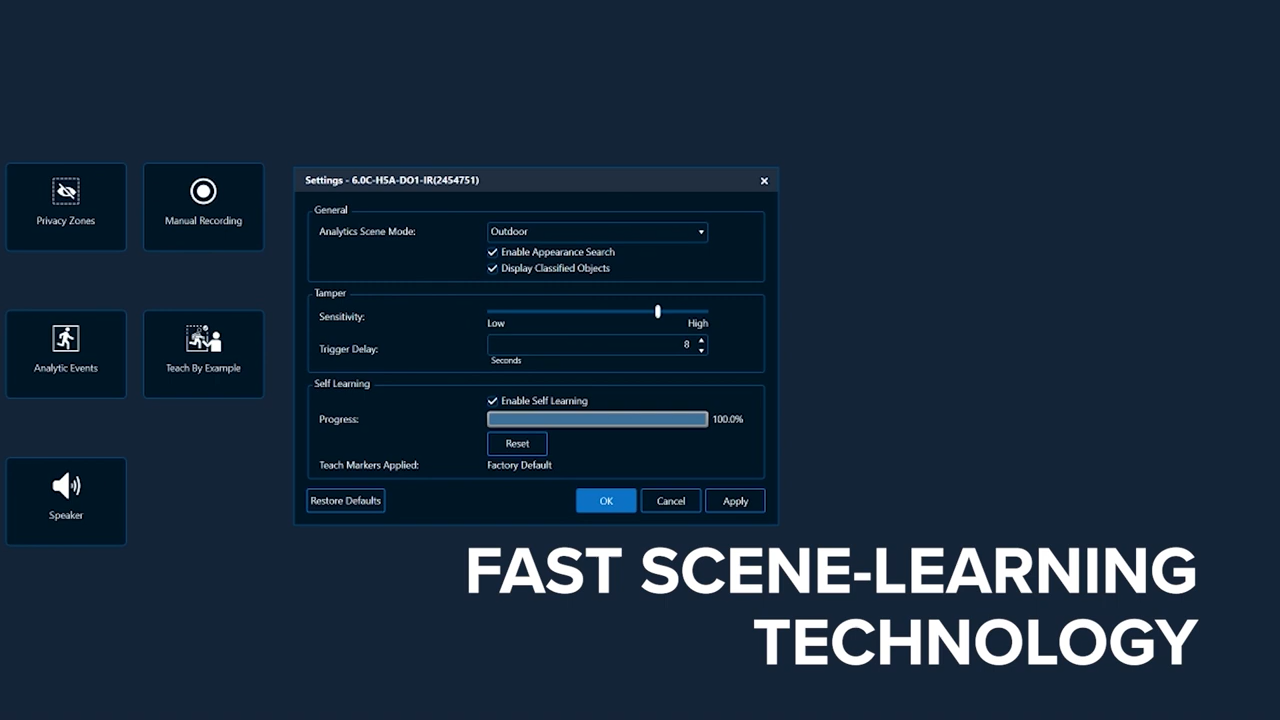 Privacy Zones
Manual Recording
Analytic Events
Teach By Example
Speaker
Settings - 6.0C-H5A-DO1-IR(2454751)
General
Analytics Scene Mode:
Outdoor
Enable Appearance Search
Display Classified Objects
Tamper
Sensitivity:
Low
High
Trigger Delay:
8
Seconds
Self Learning
Enable Self Learning
Progress:
100.0%
Reset
Teach Markers Applied:
Factory Default
Restore Defaults
OK
Cancel
Apply
FAST SCENE-LEARNING
TECHNOLOGY